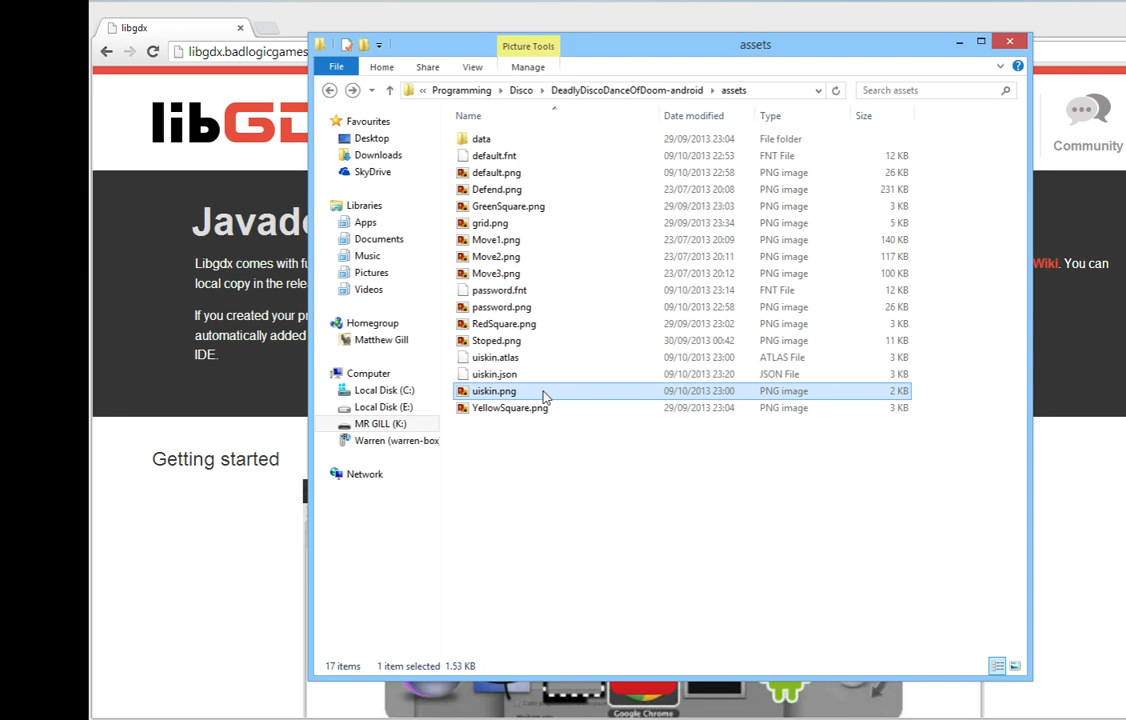 libgdx
libgdx.badlogicgames
libGD
Community
Javado
Libgdx comes with fu
Wiki. You can
local copy in the rele
If you created your pr
automatically added
IDE.
Getting started
Picture Tools
assets
File
Home
Share
View
Manage
« Programming Disco DeadlyDiscoDanceOfDoom-android assets
Search assets
Name Date modified Type Size
Favourites
Desktop
Downloads
SkyDrive
Libraries
Apps
Documents
Music
Pictures
Videos
Homegroup
Matthew Gill
Computer
Local Disk (C:)
Local Disk (E:)
MR GILL (K:)
Warren (warren-box
Network
data 29/09/2013 23:04 File folder
default.fnt 09/10/2013 22:53 FNT File 12 KB
default.png 09/10/2013 22:58 PNG image 26 KB
Defend.png 23/07/2013 20:08 PNG image 231 KB
GreenSquare.png 29/09/2013 23:03 PNG image 3 KB
grid.png 29/09/2013 23:34 PNG image 5 KB
Move1.png 23/07/2013 20:09 PNG image 140 KB
Move2.png 23/07/2013 20:11 PNG image 117 KB
Move3.png 23/07/2013 20:12 PNG image 100 KB
password.fnt 09/10/2013 23:14 FNT File 12 KB
password.png 09/10/2013 22:58 PNG image 26 KB
RedSquare.png 29/09/2013 23:02 PNG image 3 KB
Stoped.png 30/09/2013 00:42 PNG image 11 KB
uiskin.atlas 09/10/2013 23:00 ATLAS File 3 KB
uiskin.json 09/10/2013 23:20 JSON File 3 KB
uiskin.png 09/10/2013 23:00 PNG image 2 KB
YellowSquare.png 29/09/2013 23:04 PNG image 3 KB
17 items 1 item selected 1.53 KB
Google Chrome